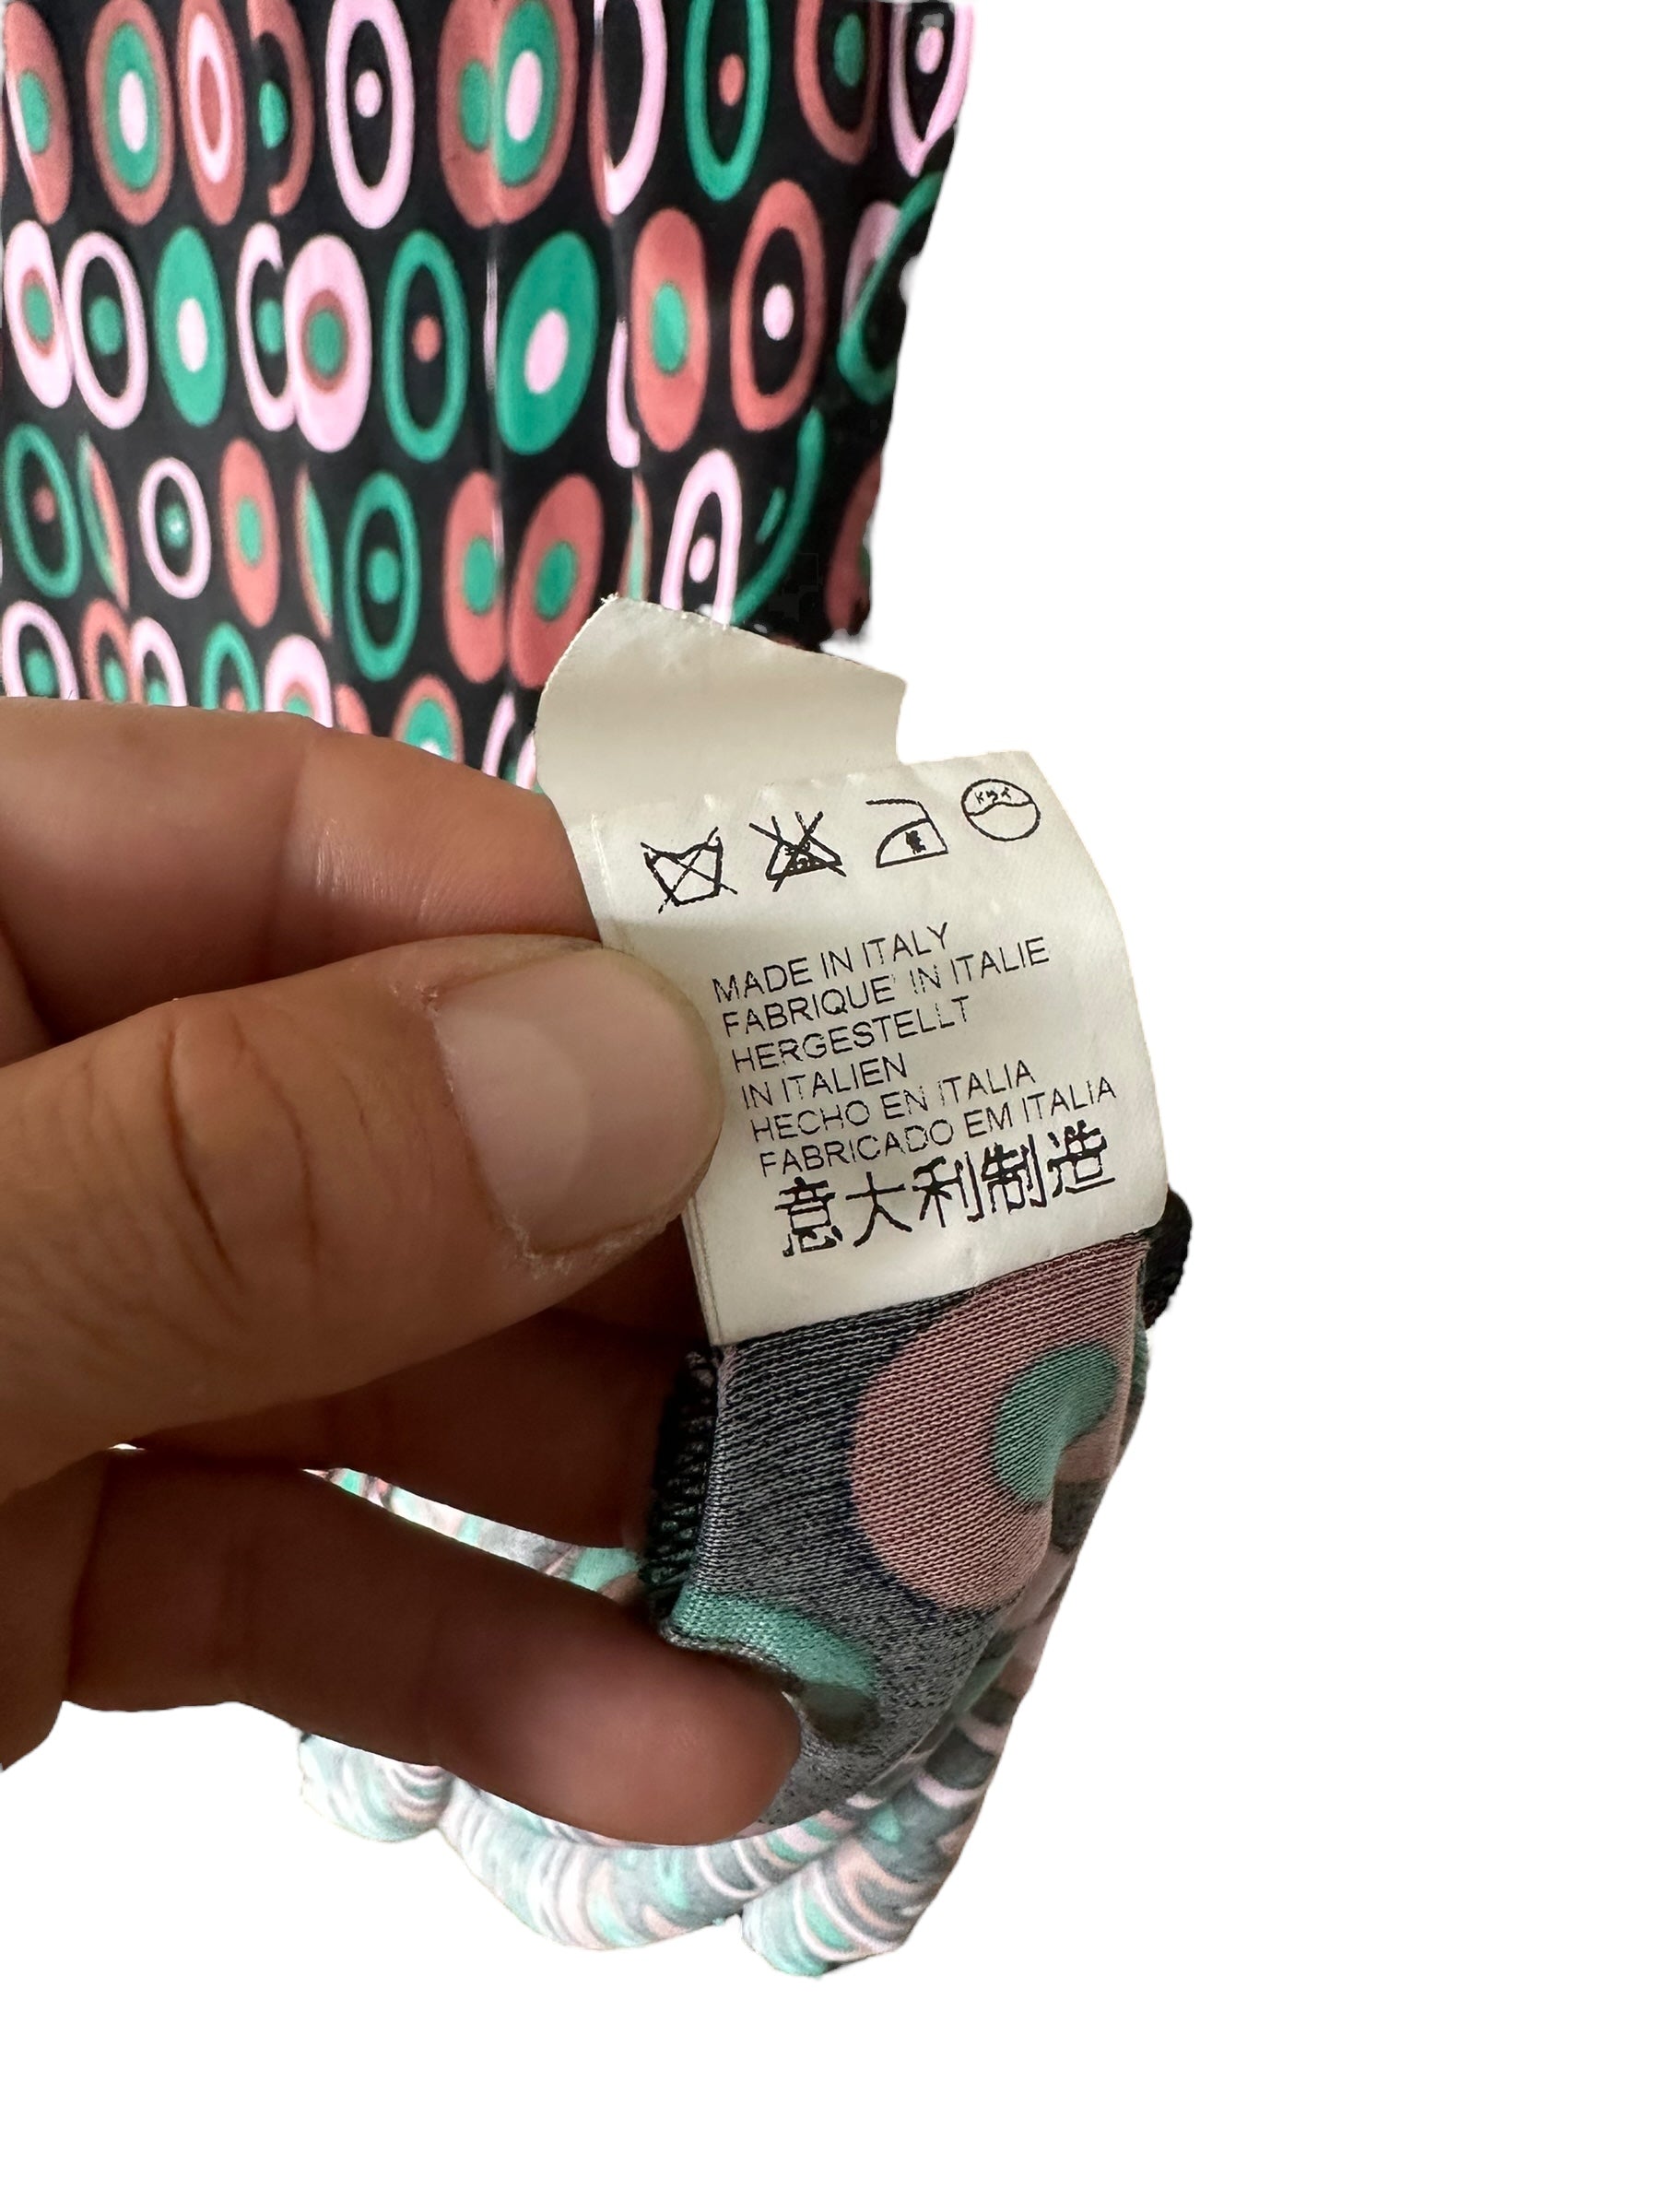 MADE IN ITALY
FABRIQUE' IN ITALIE
HERGESTELLT
IN ITALIEN
HECHO EN ITALIA
FABRICADO EM ITALIA
意大利制造